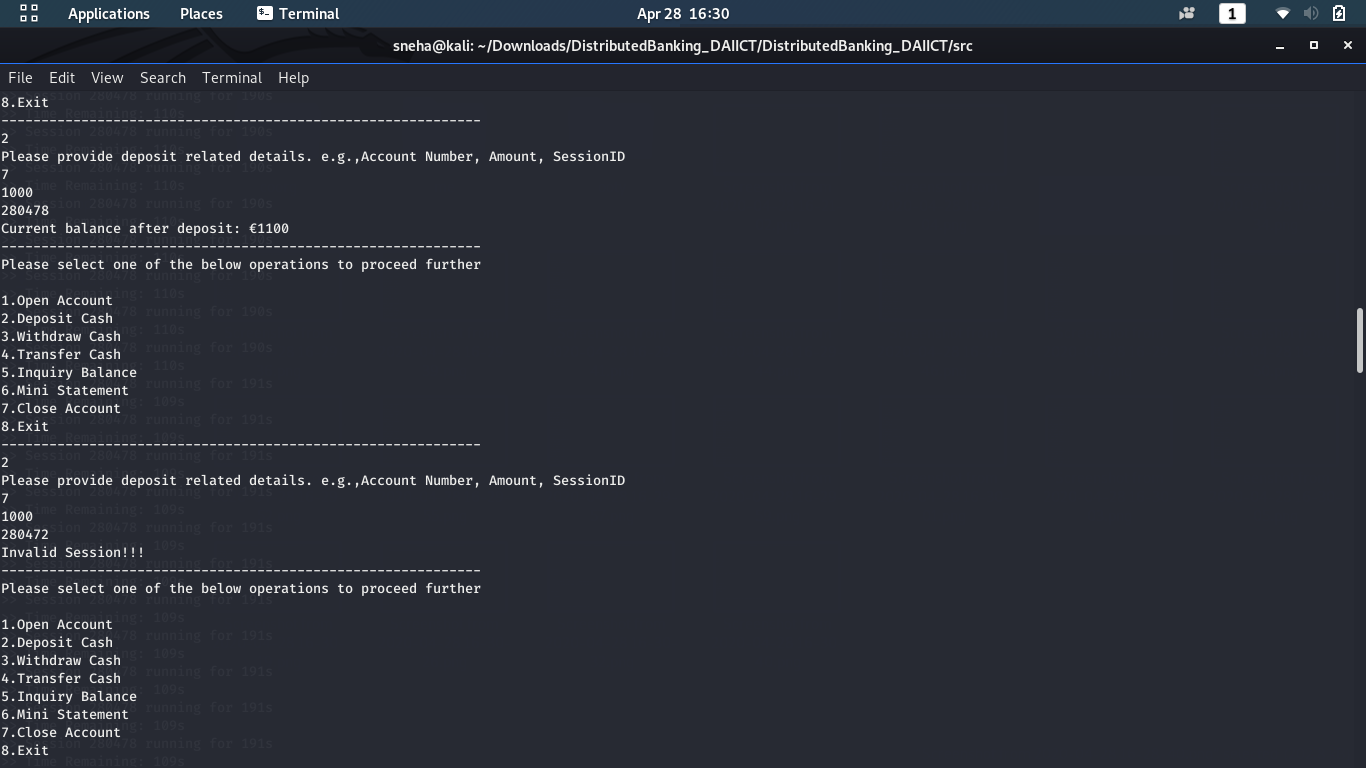 Applications Places Terminal Apr 28 16:30 1
sneha@kali: ~/Downloads/DistributedBanking_DAIICT/DistributedBanking_DAIICT/src
File Edit View Search Terminal Help
8.Exit
------------------------------------------------------------
2
Please provide deposit related details. e.g.,Account Number, Amount, SessionID
7
1000
280478
Current balance after deposit: €1100
------------------------------------------------------------
Please select one of the below operations to proceed further
1.Open Account
2.Deposit Cash
3.Withdraw Cash
4.Transfer Cash
5.Inquiry Balance
6.Mini Statement
7.Close Account
8.Exit
------------------------------------------------------------
2
Please provide deposit related details. e.g.,Account Number, Amount, SessionID
7
1000
280472
Invalid Session!!!
------------------------------------------------------------
Please select one of the below operations to proceed further
1.Open Account
2.Deposit Cash
3.Withdraw Cash
4.Transfer Cash
5.Inquiry Balance
6.Mini Statement
7.Close Account
8.Exit